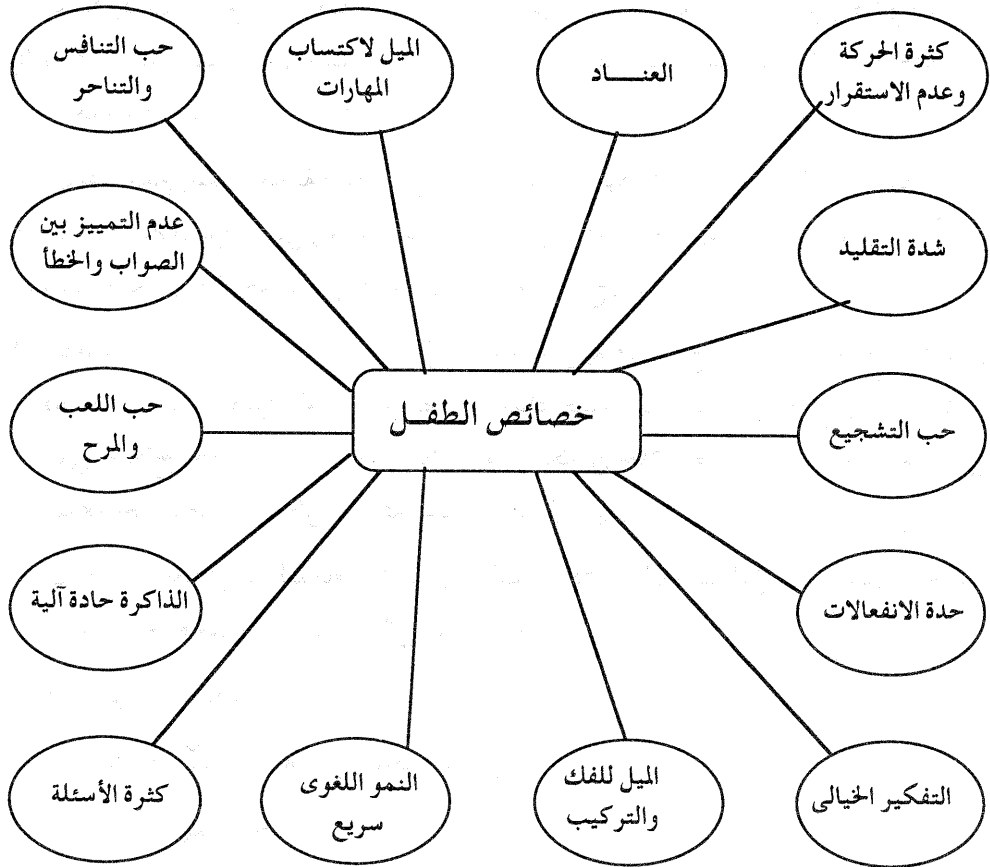 كثرة الحركة
وعدم الاستقرار
العنـــاد
الميل لاكتساب
المهارات
حب التنافس
والتناحر
شدة التقليد
عدم التمييز بين
الصواب والخطأ
خصائص الطفـل
حب التشجيع
حب اللعب
والمرح
حدة الانفعالات
الذاكرة حادة آلية
التفكير الخيالى
الميل للفك
والتركيب
النمو اللغوى
سريع
كثرة الأسئلة